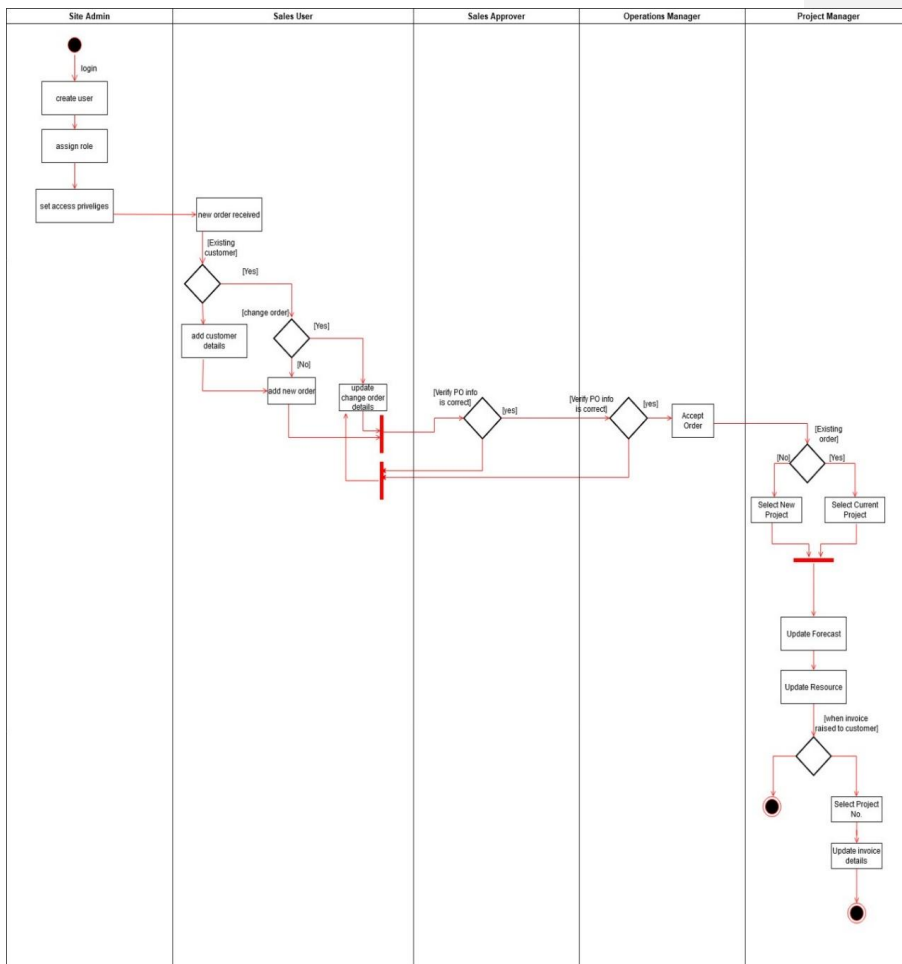 Site Admin
Sales User
Sales Approver
Operations Manager
Project Manager
login
create user
assign role
set access priveliges
new order received
[Existing
customer]
[Yes]
[change order]
[Yes]
add customer
details
[No]
add new order
update
change order
details
[Verify PO info
is correct]
[yes]
[Verify PO info
is correct]
[yes]
Accept
Order
[Existing
order]
[No]
[Yes]
Select New
Project
Select Current
Project
Update Forecast
Update Resource
[when invoice
raised to customer]
Select Project
No.
Update invoice
details